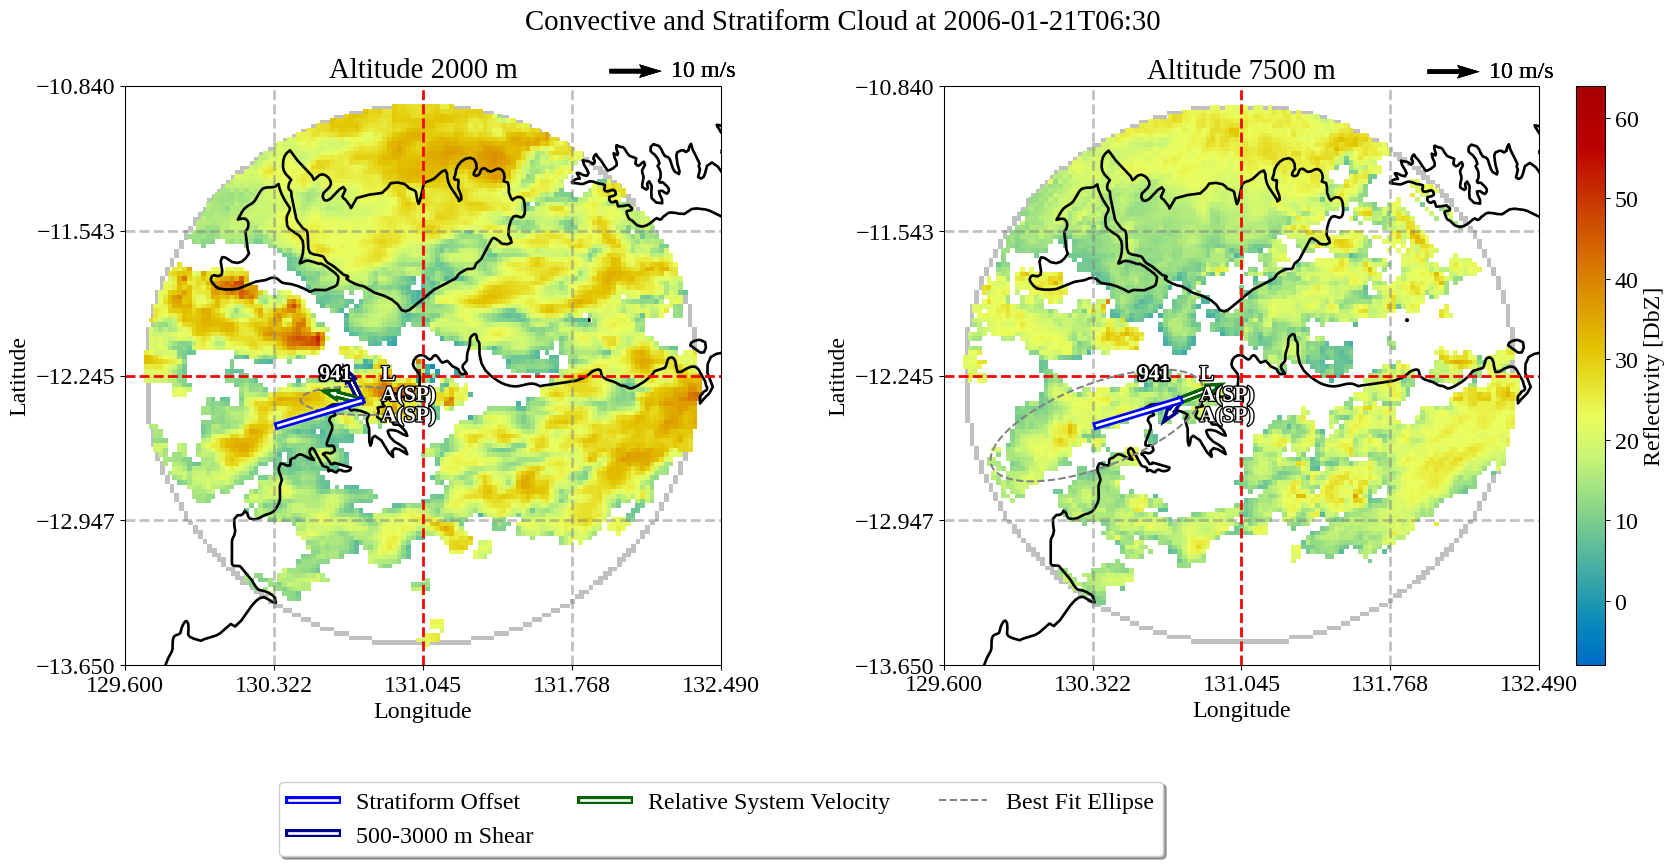 Convective and Stratiform Cloud at 2006-01-21T06:30
Altitude 2000 m
10 m/s
−10.840
−11.543
−12.245
−12.947
−13.650
Latitude
129.600
130.322
131.045
131.768
132.490
Longitude
941
L
A(SP)
A(SP)
Altitude 7500 m
10 m/s
−10.840
−11.543
−12.245
−12.947
−13.650
Latitude
129.600
130.322
131.045
131.768
132.490
Longitude
941
L
A(SP)
A(SP)
60
50
40
30
20
10
0
Reflectivity [DbZ]
Stratiform Offset
500-3000 m Shear
Relative System Velocity
Best Fit Ellipse